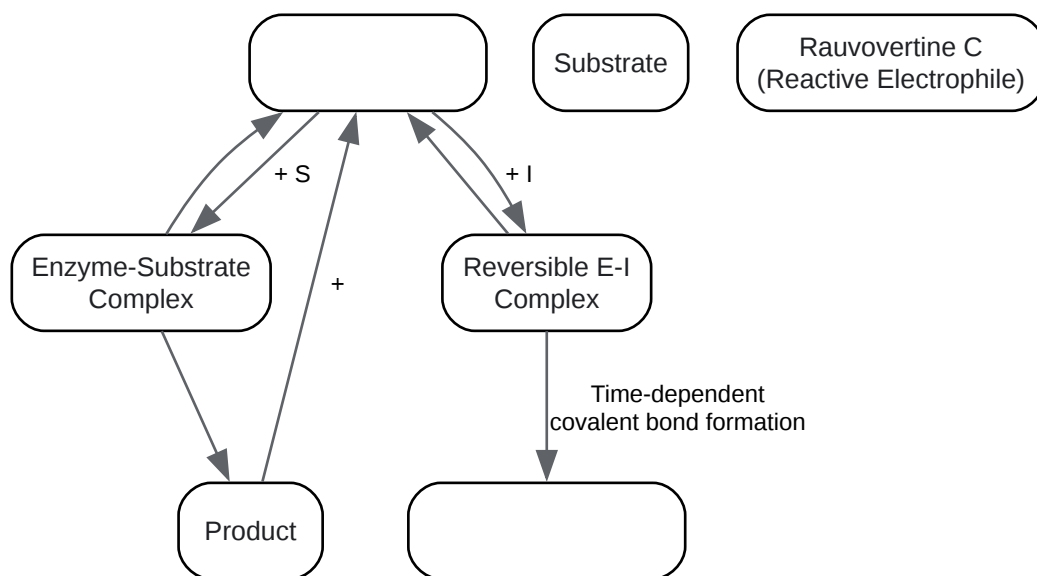 Substrate
Rauvovertine C
(Reactive Electrophile)
+ S
+ I
Enzyme-Substrate
Complex
+
Reversible E-I
Complex
Time-dependent
covalent bond formation
Product